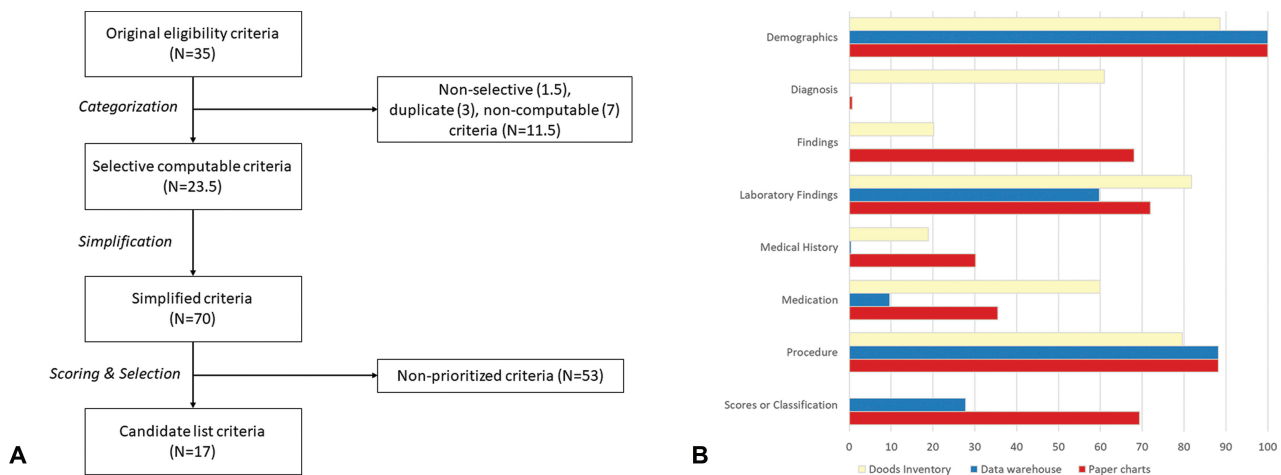 Original eligibility criteria
(N=35)
Categorization
Non-selective (1.5),
duplicate (3), non-computable (7)
criteria (N=11.5)
Selective computable criteria
(N=23.5)
Simplification
Simplified criteria
(N=70)
Scoring & Selection
Non-prioritized criteria (N=53)
Candidate list criteria
(N=17)
A
Demographics
Diagnosis
Findings
Laboratory Findings
Medical History
Medication
Procedure
Scores or Classification
0 10 20 30 40 50 60 70 80 90 100
Doods Inventory Data warehouse Paper charts
B